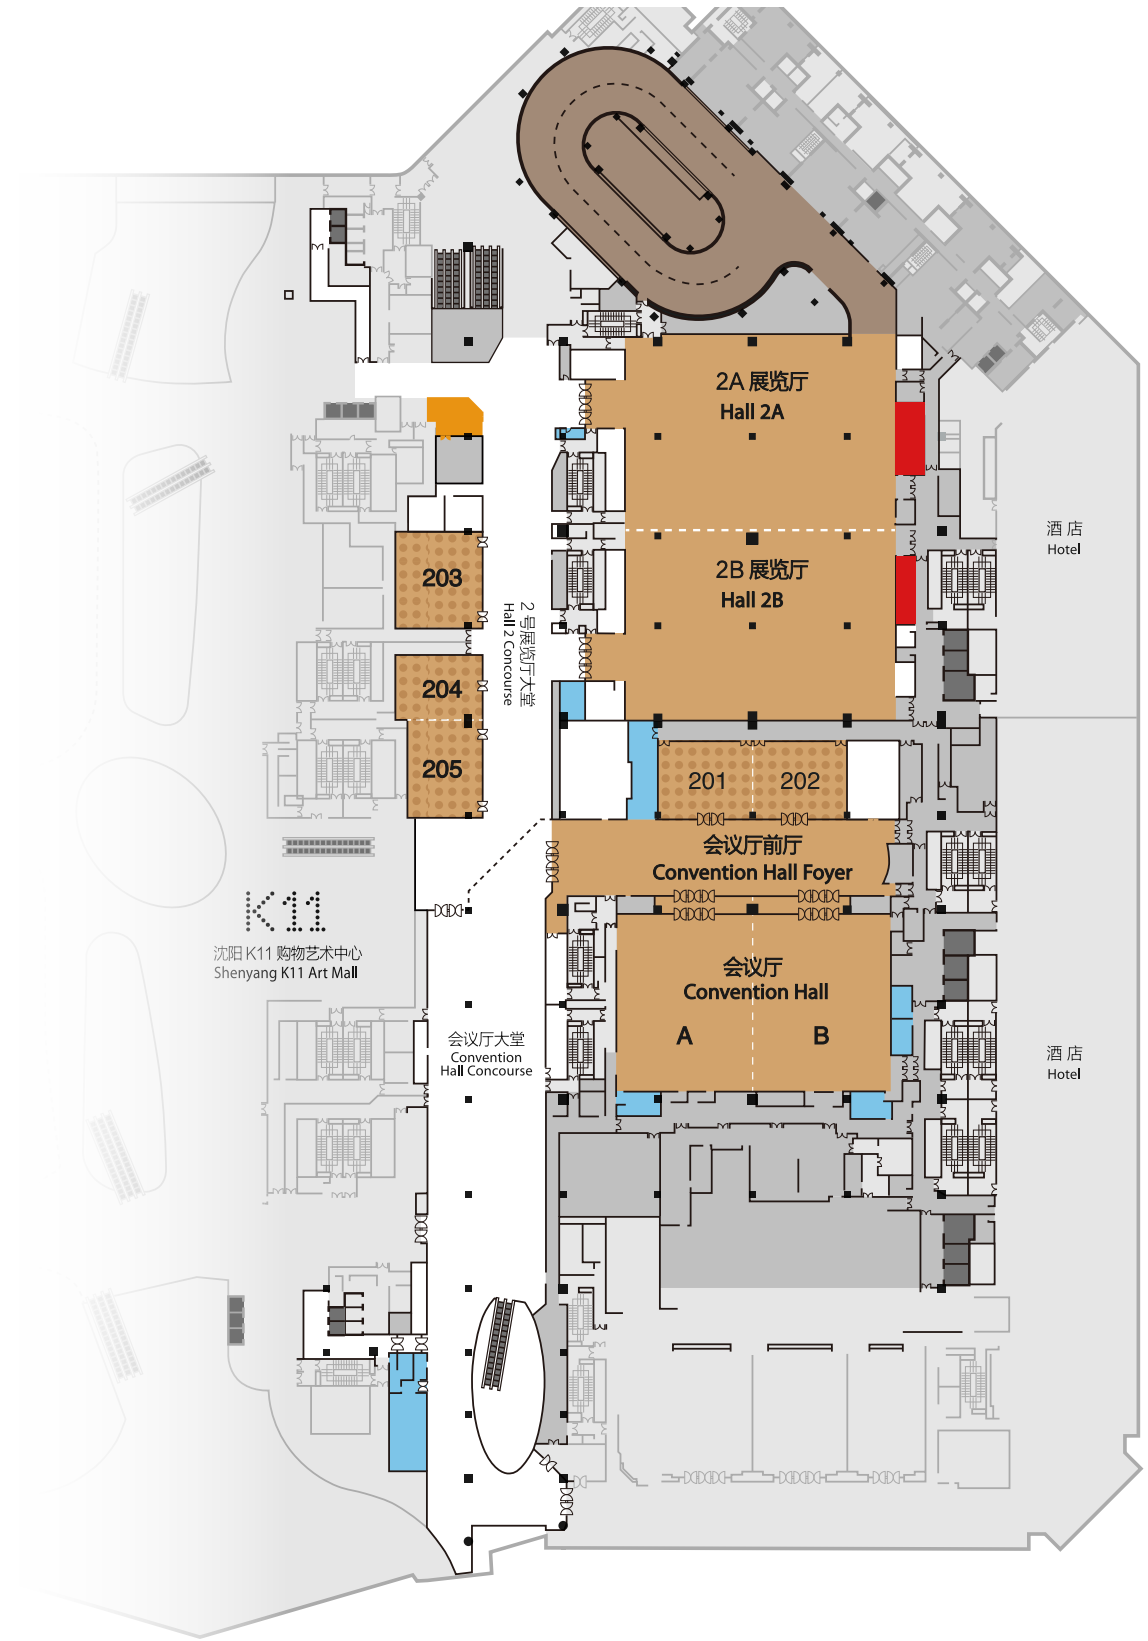 2A 展览厅
Hall 2A
酒 店
Hotel
2B 展览厅
Hall 2B
203
2 号展览厅大堂
Hall 2 Concourse
204
205
201
202
会议厅前厅
Convention Hall Foyer
K11
沈阳 K11 购物艺术中心
Shenyang K11 Art Mall
会议厅
Convention Hall
A
B
会议厅大堂
Convention
Hall Concourse
酒 店
Hotel